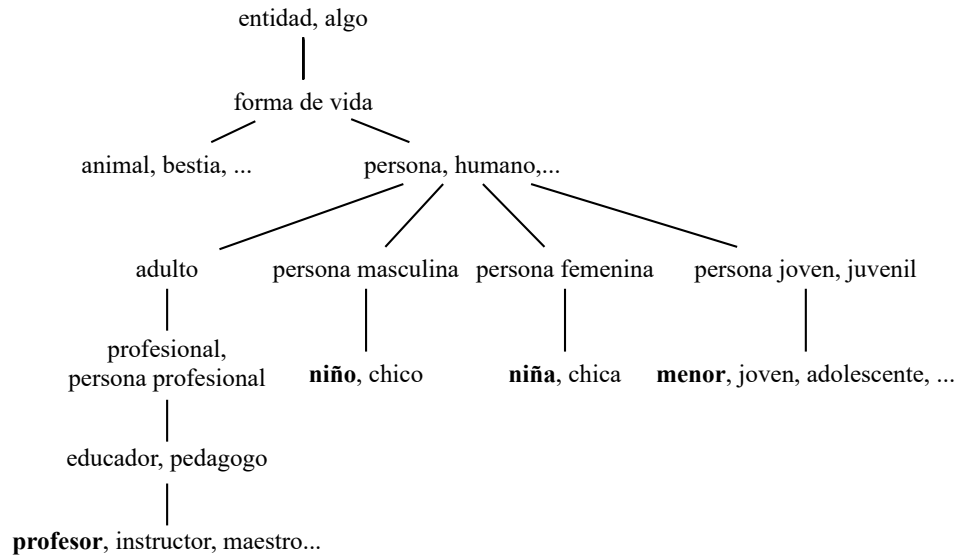 entidad, algo
forma de vida
animal, bestia, ...
persona, humano,...
adulto
persona masculina
persona femenina
persona joven, juvenil
profesional,
persona profesional
niño, chico
niña, chica
menor, joven, adolescente, ...
educador, pedagogo
profesor, instructor, maestro...